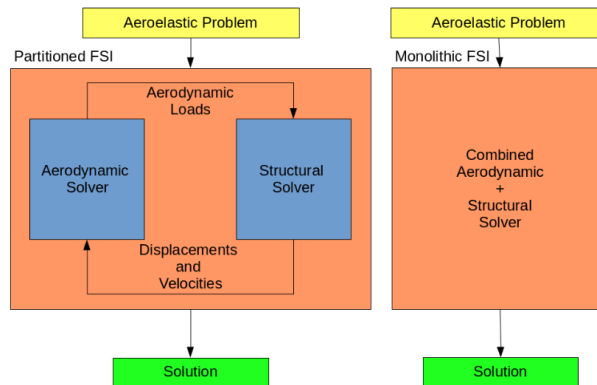 Aeroelastic Problem
Partitioned FSI
Aerodynamic
Loads
Aerodynamic
Solver
Structural
Solver
Displacements
and
Velocities
Solution
Aeroelastic Problem
Monolithic FSI
Combined
Aerodynamic
+
Structural
Solver
Solution